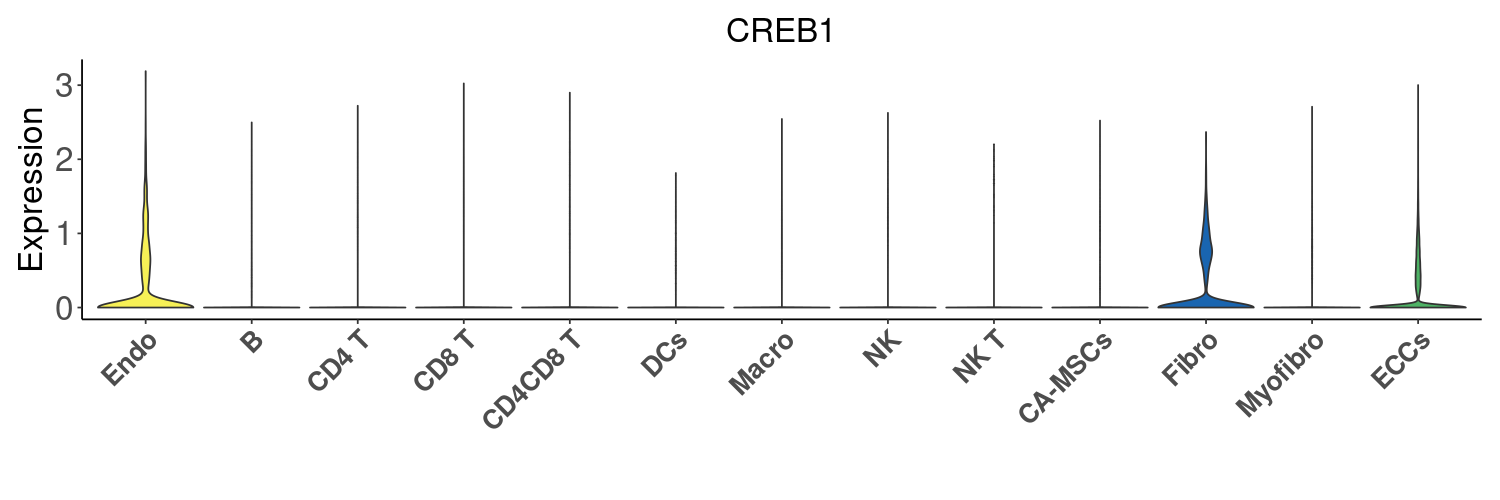 CREB1
Expression
3
2
1
0
Endo
B
CD4 T
CD8 T
CD4CD8 T
DCs
Macro
NK
NK T
CA-MSCs
Fibro
Myofibro
ECCs